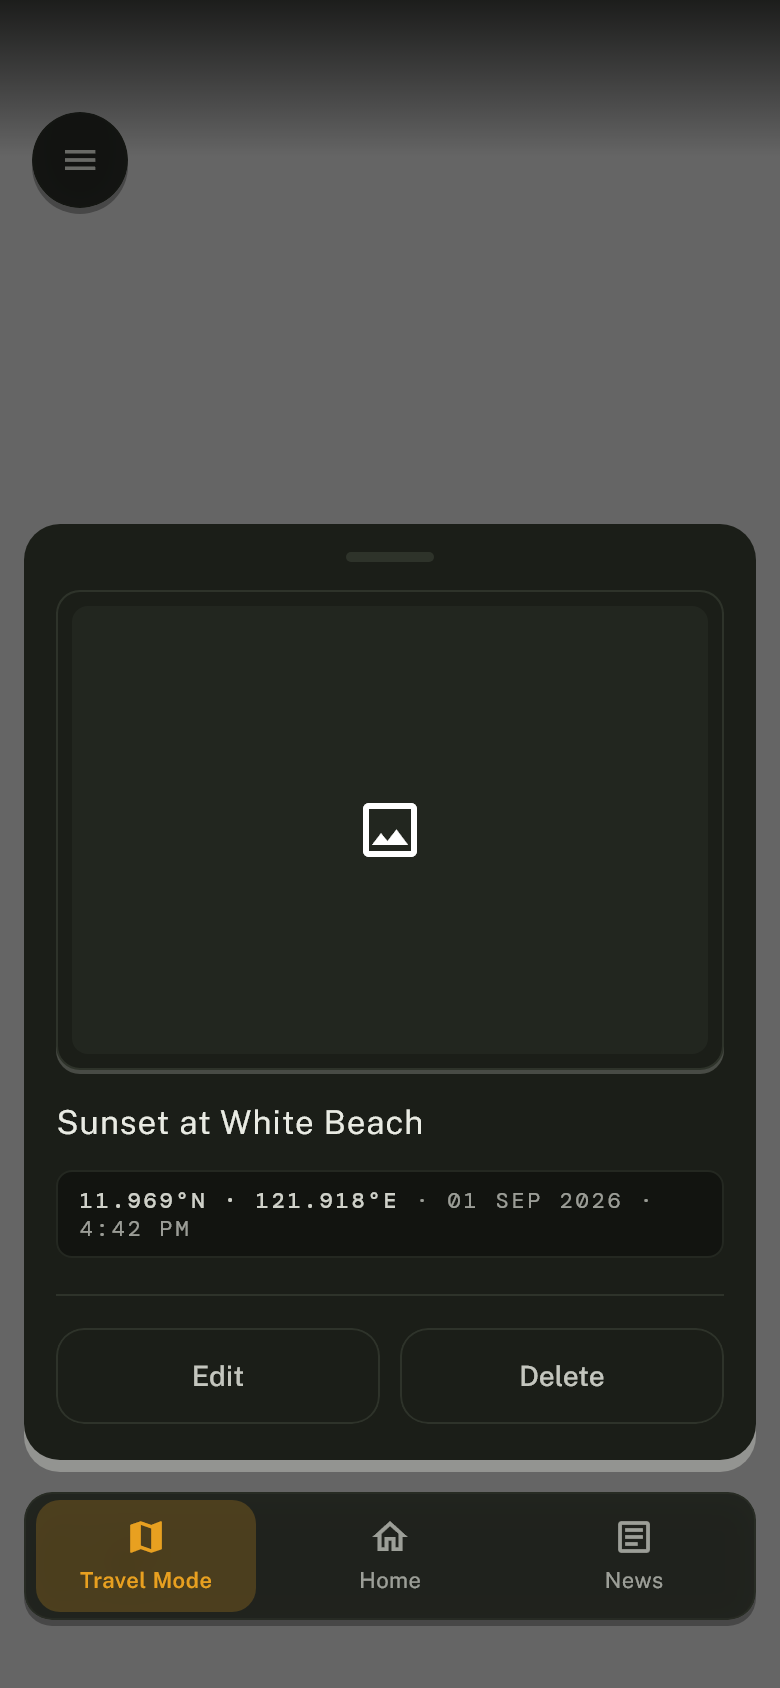 Sunset at White Beach
11.969°N · 121.918°E · 01 SEP 2026 ·
4:42 PM
Edit
Delete
Travel Mode
Home
News